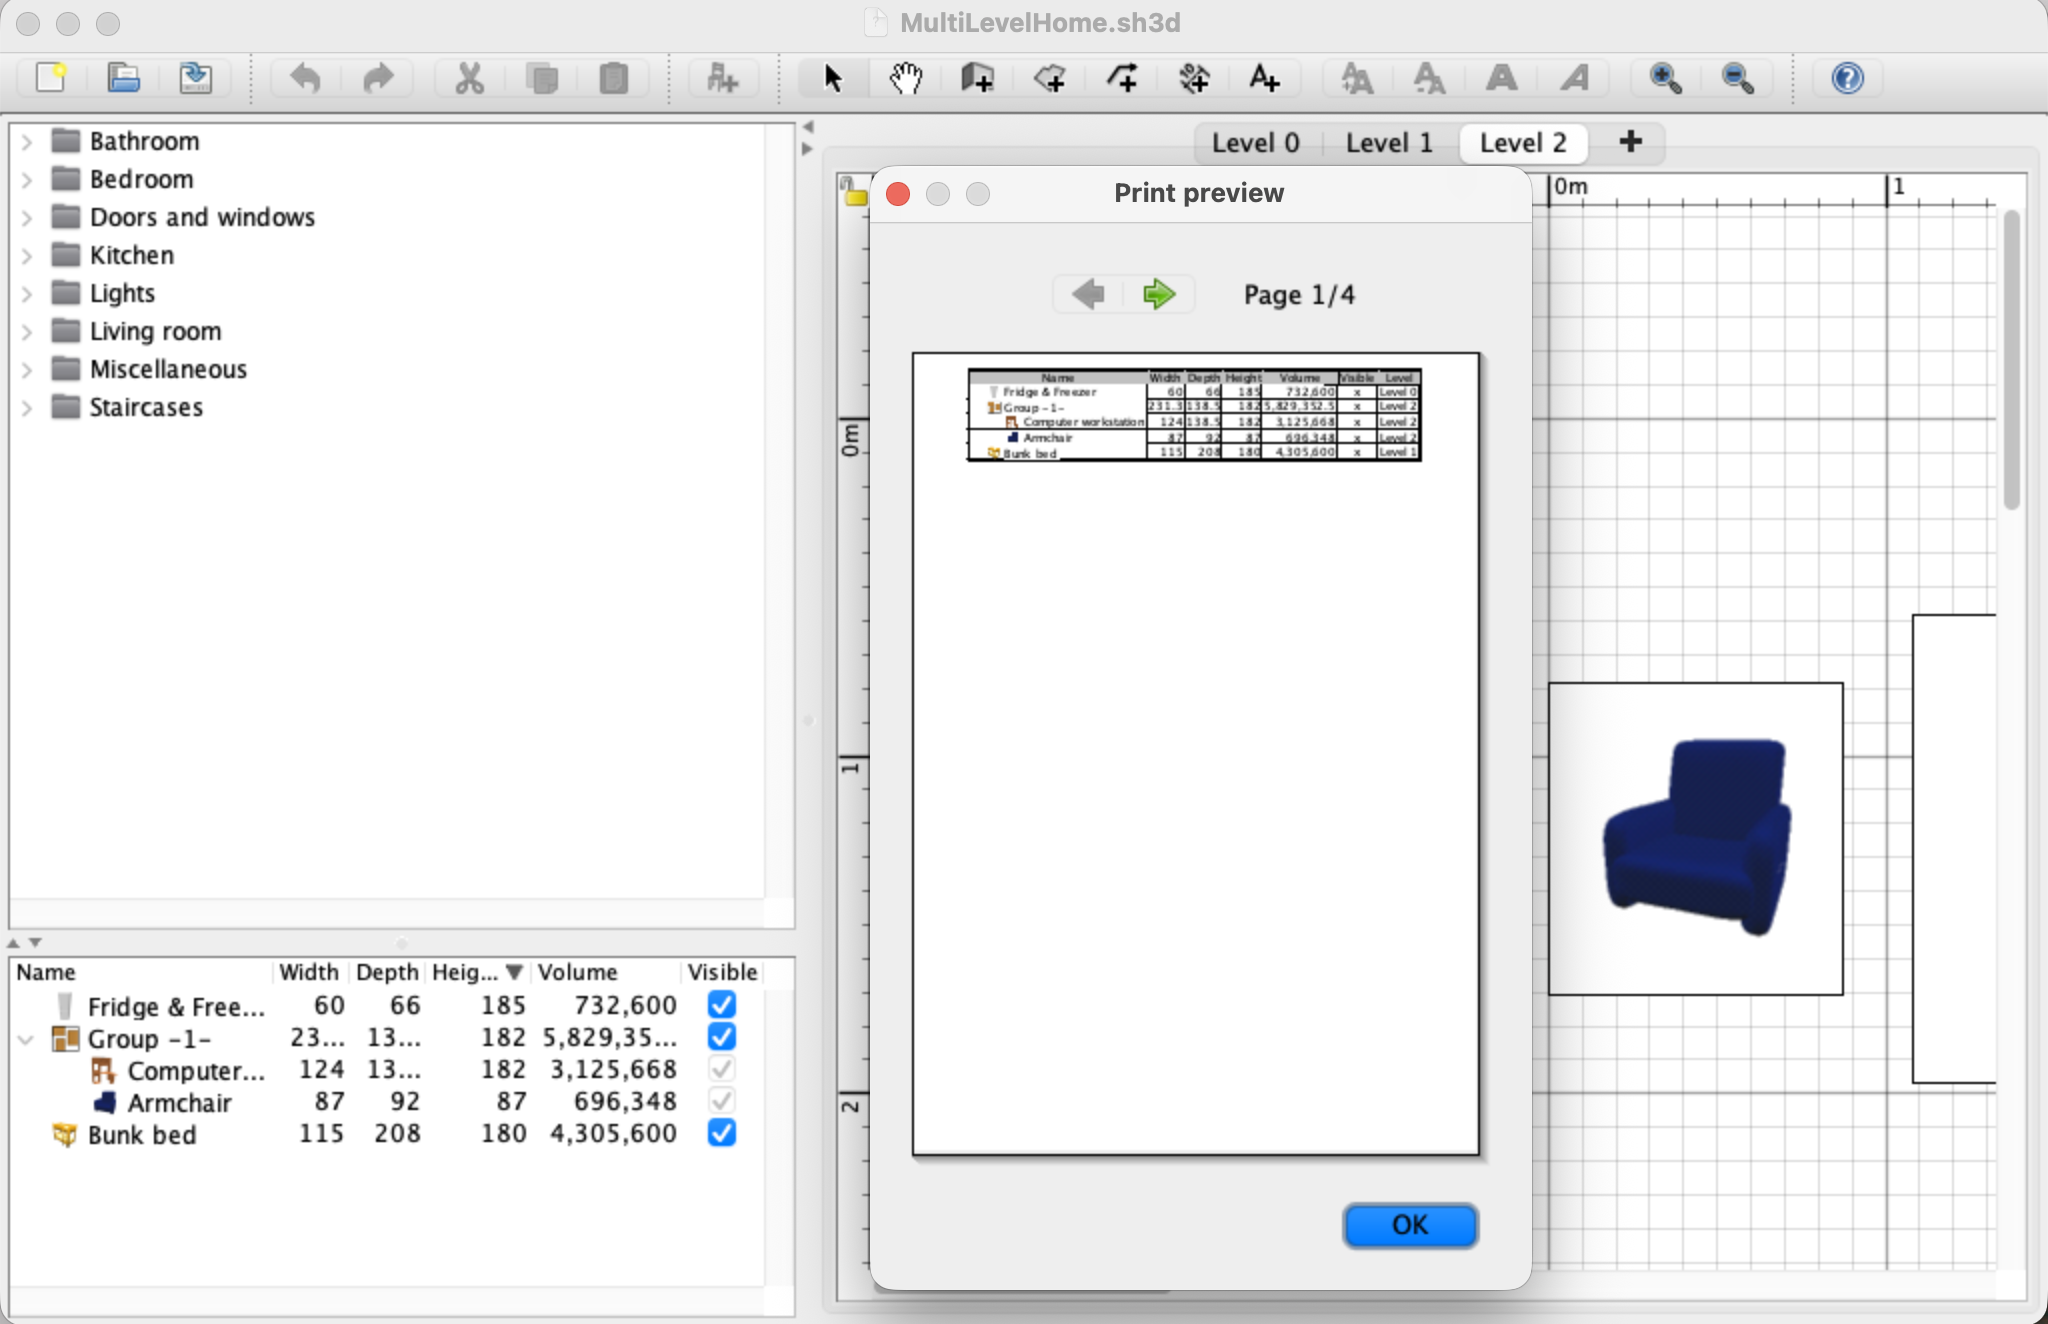 MultiLevelHome.sh3d
Level 0 Level 1 Level 2
Bathroom
Bedroom
Doors and windows
Kitchen
Lights
Living room
Miscellaneous
Staircases
Name Width Depth Heig... Volume Visible
Fridge & Free... 60 66 185 732,600
Group -1- 23... 13... 182 5,829,35...
Computer... 124 13... 182 3,125,668
Armchair 87 92 87 696,348
Bunk bed 115 208 180 4,305,600
Print preview
Page 1/4
Name Width Depth Height Volume Visible Level
Fridge & Freezer 60 66 185 732,600 x Level 0
Group -1- 231.3 138.5 182 5,829,352.5 x Level 2
Computer workstation 124 138.5 182 3,125,668 x Level 2
Armchair 87 92 87 696,348 x Level 2
Bunk bed 115 208 180 4,305,600 x Level 1
OK
0m 1
0m
1
2